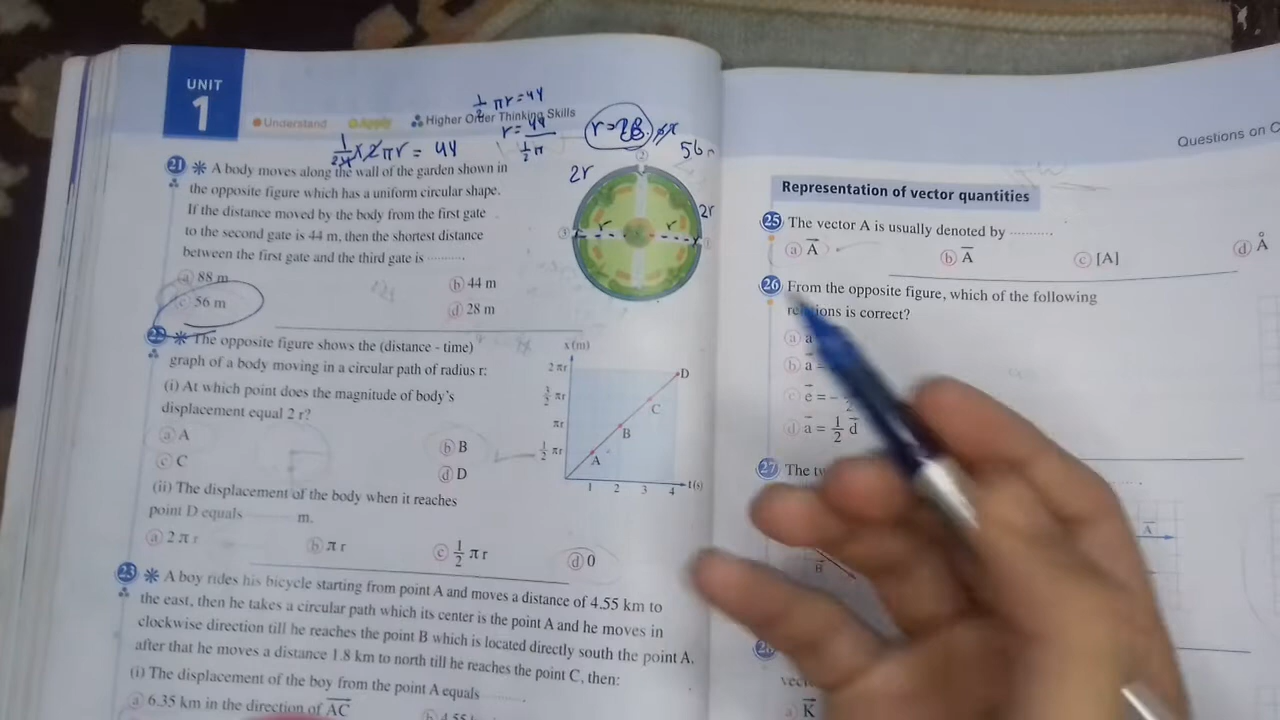 UNIT
1
Understand
Apply
Higher Order Thinking Skills
r=
56
2r
2r
πr = 44
21 * A body moves along the wall of the garden shown in
the opposite figure which has a uniform circular shape.
If the distance moved by the body from the first gate
to the second gate is 44 m, then the shortest distance
between the first gate and the third gate is ..........
a 88 m
b 44 m
c 56 m
d 28 m
22 * The opposite figure shows the (distance - time)
graph of a body moving in a circular path of radius r:
(i) At which point does the magnitude of body's
displacement equal 2 r?
a A
b B
c C
d D
x (m)
2 πr
3/2 πr
πr
1/2 πr
A
B
C
D
1 2 3 4 t(s)
(ii) The displacement of the body when it reaches
point D equals .......... m.
a 2 π r
b π r
c 1/2 π r
d 0
23 * A boy rides his bicycle starting from point A and moves a distance of 4.55 km to
the east, then he takes a circular path which its center is the point A and he moves in
clockwise direction till he reaches the point B which is located directly south the point A,
after that he moves a distance 1.8 km to north till he reaches the point C, then:
(i) The displacement of the boy from the point A equals ..........
a 6.35 km in the direction of AC
Questions on
Representation of vector quantities
25 The vector A is usually denoted by ..........
a A⃗
b A̅
c [A]
d Å
26 From the opposite figure, which of the following
relations is correct?
a a
b a⃗ =
c e⃗ = -
d a⃗ = 1/2 d⃗
27 The
A⃗
B⃗
a K⃗